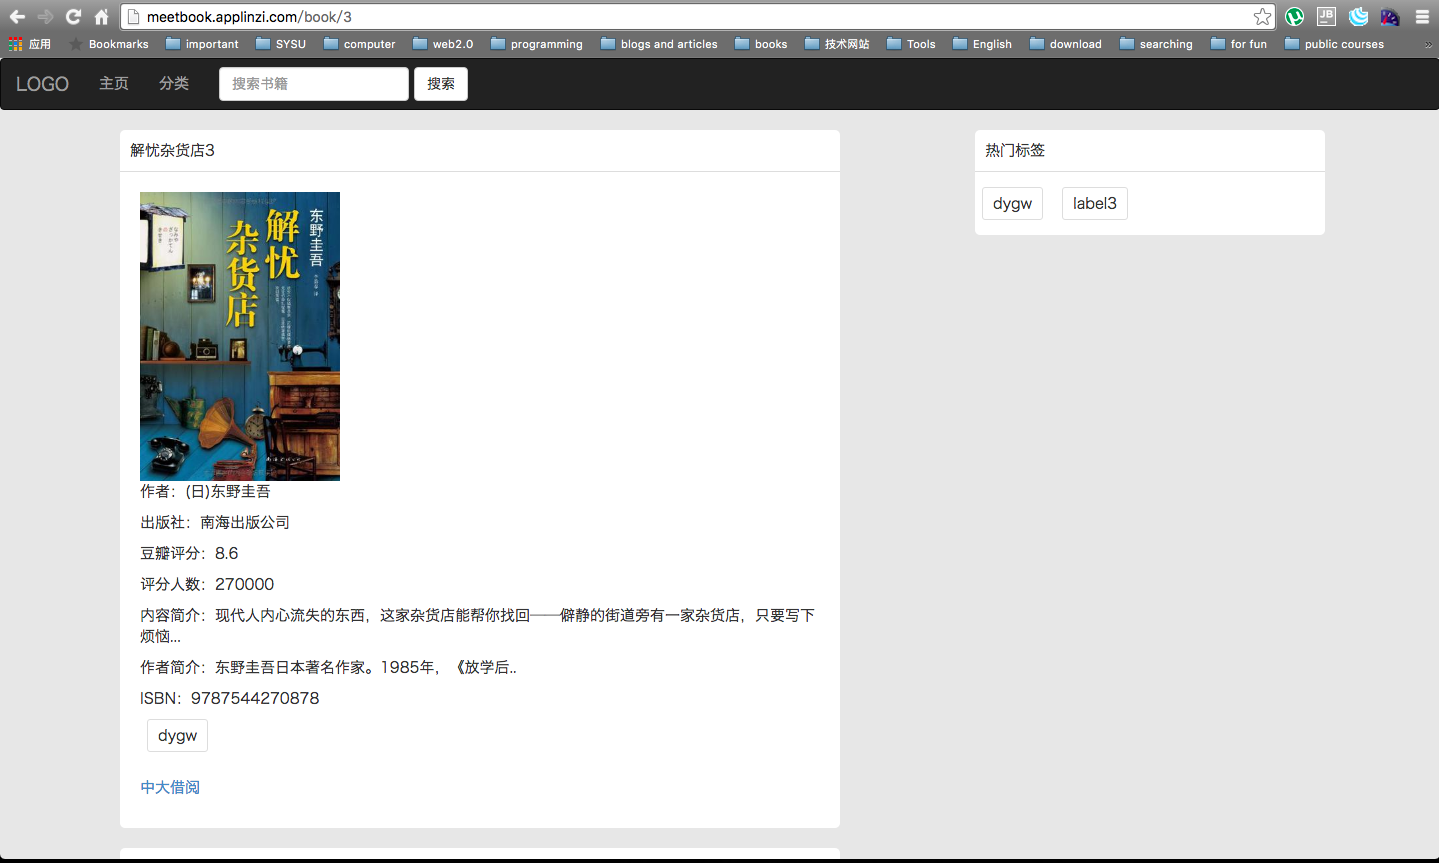 meetbook.applinzi.com/book/3
应用
Bookmarks
important
SYSU
computer
web2.0
programming
blogs and articles
books
技术网站
Tools
English
download
searching
for fun
public courses
»
LOGO
主页
分类
搜索书籍
搜索
解忧杂货店3
东野圭吾
解忧
杂货店
作者：(日)东野圭吾
出版社：南海出版公司
豆瓣评分：8.6
评分人数：270000
内容简介：现代人内心流失的东西，这家杂货店能帮你找回——僻静的街道旁有一家杂货店，只要写下
烦恼...
作者简介：东野圭吾日本著名作家。1985年，《放学后..
ISBN：9787544270878
dygw
中大借阅
热门标签
dygw
label3